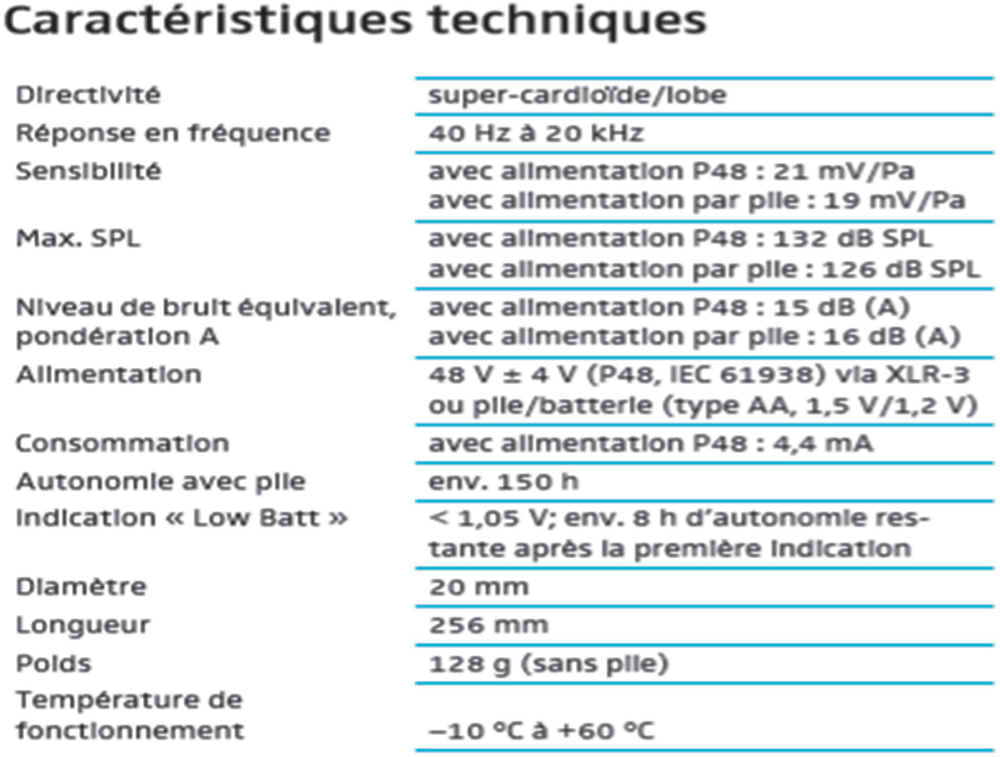 Caractéristiques techniques
Directivité super-cardioïde/lobe
Réponse en fréquence 40 Hz à 20 kHz
Sensibilité avec alimentation P48 : 21 mV/Pa
avec alimentation par pile : 19 mV/Pa
Max. SPL avec alimentation P48 : 132 dB SPL
avec alimentation par pile : 126 dB SPL
Niveau de bruit équivalent, avec alimentation P48 : 15 dB (A)
pondération A avec alimentation par pile : 16 dB (A)
Alimentation 48 V ± 4 V (P48, IEC 61938) via XLR-3
ou pile/batterie (type AA, 1,5 V/1,2 V)
Consommation avec alimentation P48 : 4,4 mA
Autonomie avec pile env. 150 h
Indication « Low Batt » < 1,05 V; env. 8 h d’autonomie res-
tante après la première indication
Diamètre 20 mm
Longueur 256 mm
Poids 128 g (sans pile)
Température de
fonctionnement –10 °C à +60 °C